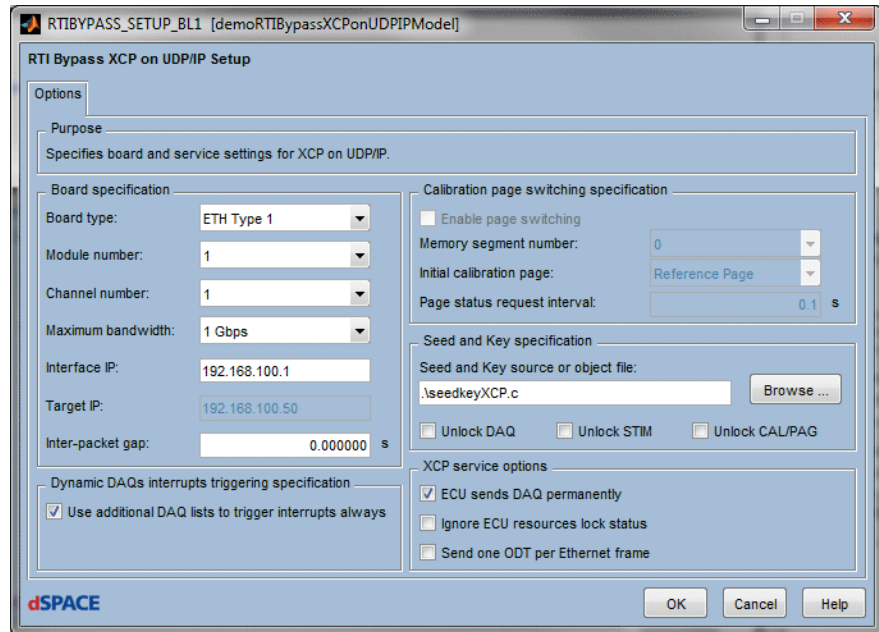 RTIBYPASS_SETUP_BL1 [demoRTIBypassXCPonUDPIPModel]
RTI Bypass XCP on UDP/IP Setup
Options
Purpose
Specifies board and service settings for XCP on UDP/IP.
Board specification
Board type: ETH Type 1
Module number: 1
Channel number: 1
Maximum bandwidth: 1 Gbps
Interface IP: 192.168.100.1
Target IP: 192.168.100.50
Inter-packet gap: 0.000000 s
Dynamic DAQs interrupts triggering specification
Use additional DAQ lists to trigger interrupts always
Calibration page switching specification
Enable page switching
Memory segment number: 0
Initial calibration page: Reference Page
Page status request interval: 0.1 s
Seed and Key specification
Seed and Key source or object file:
.\seedkeyXCP.c Browse ...
Unlock DAQ Unlock STIM Unlock CAL/PAG
XCP service options
ECU sends DAQ permanently
Ignore ECU resources lock status
Send one ODT per Ethernet frame
dSPACE OK Cancel Help